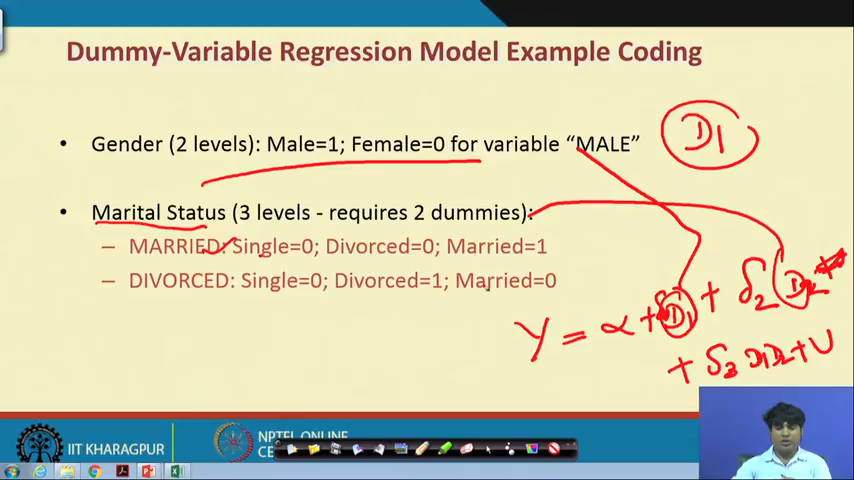 Dummy-Variable Regression Model Example Coding
• Gender (2 levels): Male=1; Female=0 for variable “MALE”
D1
• Marital Status (3 levels - requires 2 dummies):
– MARRIED: Single=0; Divorced=0; Married=1
– DIVORCED: Single=0; Divorced=1; Married=0
Y = α + δ1 D1 + δ2 D2 +
+ δ3 D1D2 + U
IIT KHARAGPUR
NPTEL ONLINE